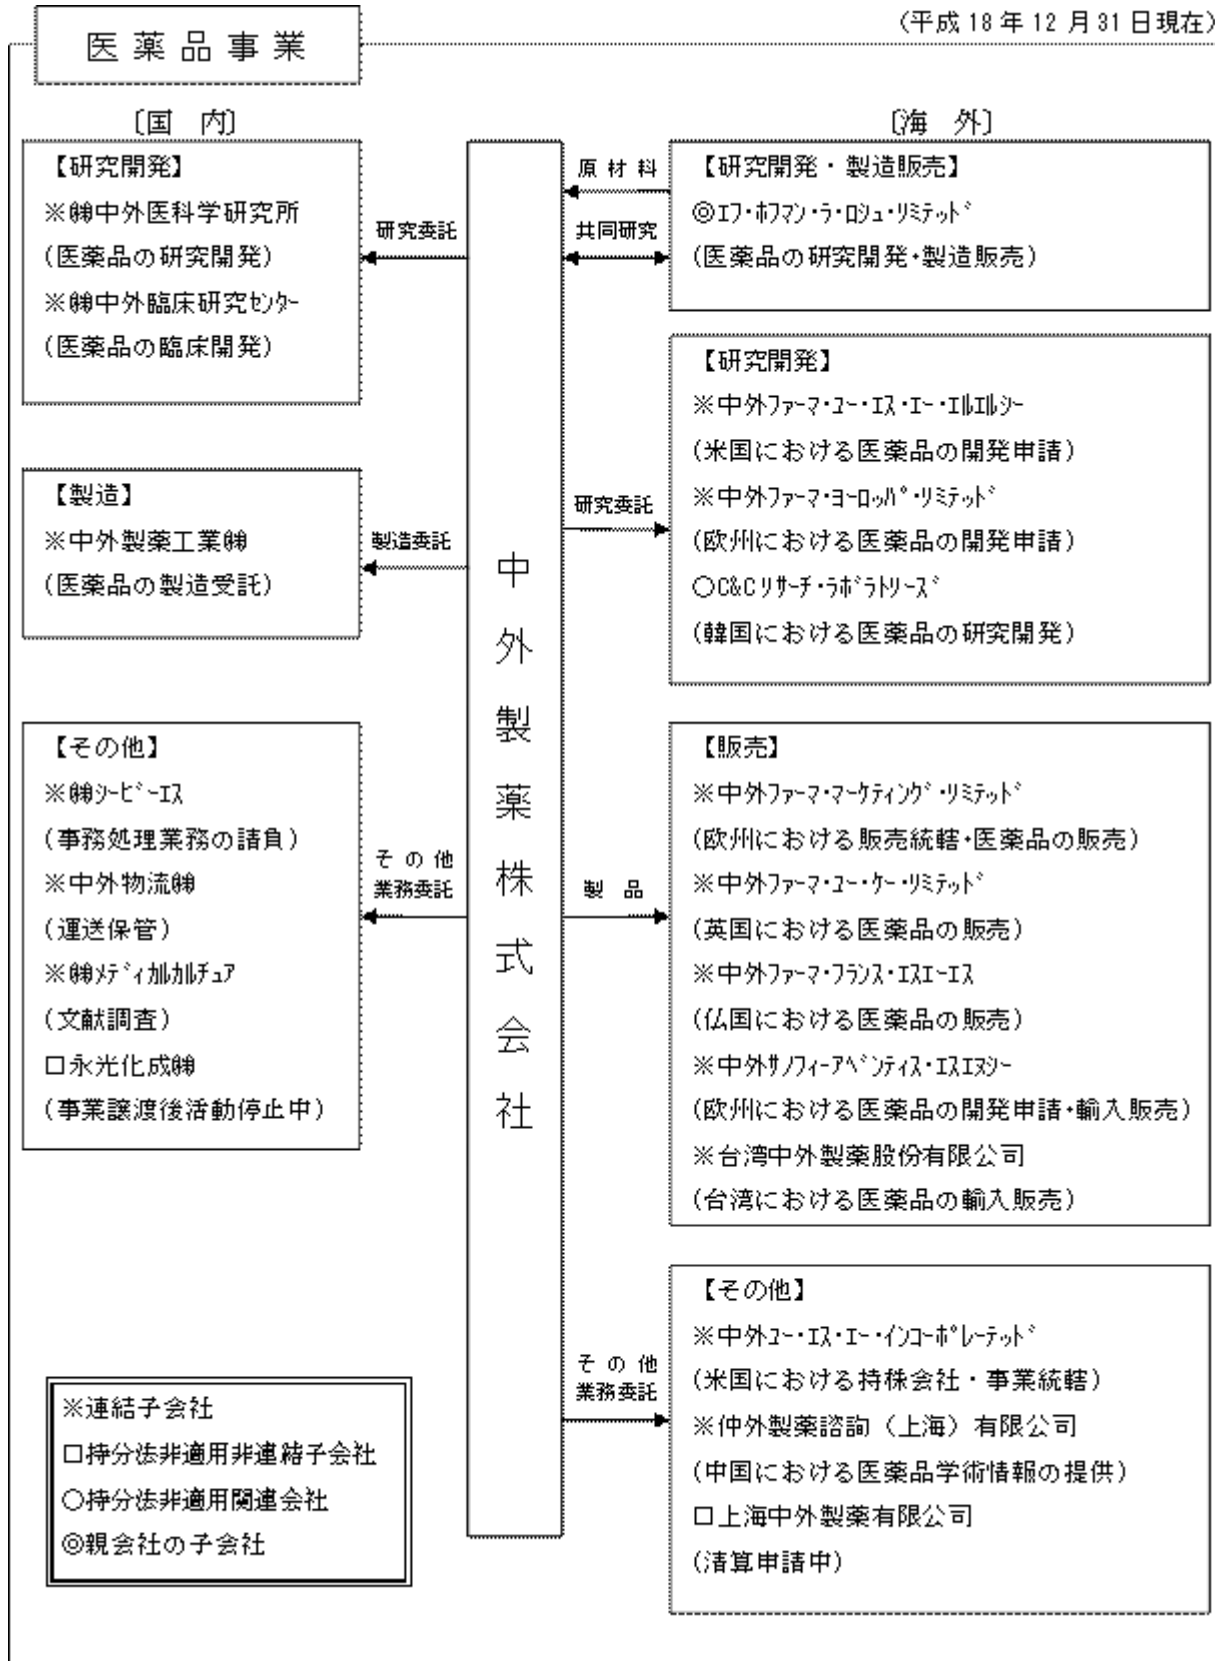 (平成18年12月31日現在)
医薬品事業
〔国　内〕
【研究開発】
※㈱中外医科学研究所
(医薬品の研究開発)
※㈱中外臨床研究ｾﾝﾀｰ
(医薬品の臨床開発)
研究委託
【製造】
※中外製薬工業㈱
(医薬品の製造受託)
製造委託
【その他】
※㈱ｼｰﾋﾞｰｴｽ
(事務処理業務の請負)
※中外物流㈱
(運送保管)
※㈱ﾒﾃﾞｨｶﾙｶﾙﾁｭｱ
(文献調査)
□永光化成㈱
(事業譲渡後活動停止中)
その他
業務委託
中外製薬株式会社
〔海　外〕
原材料
共同研究
【研究開発・製造販売】
◎ｴﾌ･ﾎﾌﾏﾝ･ﾗ･ﾛｼｭ･ﾘﾐﾃｯﾄﾞ
(医薬品の研究開発･製造販売)
研究委託
【研究開発】
※中外ﾌｧｰﾏ･ﾕｰ･ｴｽ･ｴｰ･ｴﾙｴﾙｼｰ
(米国における医薬品の開発申請)
※中外ﾌｧｰﾏ･ﾖｰﾛｯﾊﾟ･ﾘﾐﾃｯﾄﾞ
(欧州における医薬品の開発申請)
○C&Cﾘｻｰﾁ･ﾗﾎﾞﾗﾄﾘｰｽﾞ
(韓国における医薬品の研究開発)
製品
【販売】
※中外ﾌｧｰﾏ･ﾏｰｹﾃｨﾝｸﾞ･ﾘﾐﾃｯﾄﾞ
(欧州における販売統轄･医薬品の販売)
※中外ﾌｧｰﾏ･ﾕｰ･ｹｰ･ﾘﾐﾃｯﾄﾞ
(英国における医薬品の販売)
※中外ﾌｧｰﾏ･ﾌﾗﾝｽ･ｴｽｴｰｴｽ
(仏国における医薬品の販売)
※中外ｻﾉﾌｨｰｱﾍﾞﾝﾃｨｽ･ｴｽｴﾇｼｰ
(欧州における医薬品の開発申請･輸入販売)
※台湾中外製薬股份有限公司
(台湾における医薬品の輸入販売)
その他
業務委託
【その他】
※中外ﾕｰ･ｴｽ･ｴｰ･ｲﾝｺｰﾎﾟﾚｰﾃｯﾄﾞ
(米国における持株会社・事業統轄)
※仲外製薬諮詢（上海）有限公司
(中国における医薬品学術情報の提供)
□上海中外製薬有限公司
(清算申請中)
※連結子会社
□持分法非適用非連結子会社
○持分法非適用関連会社
◎親会社の子会社